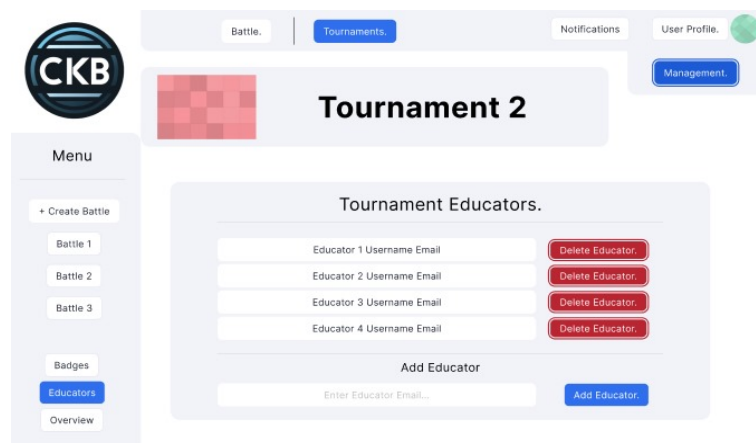 CKB
Battle.
Tournaments.
Notifications
User Profile.
Management.
Tournament 2
Menu
+ Create Battle
Battle 1
Battle 2
Battle 3
Badges
Educators
Overview
Tournament Educators.
Educator 1 Username Email
Delete Educator.
Educator 2 Username Email
Delete Educator.
Educator 3 Username Email
Delete Educator.
Educator 4 Username Email
Delete Educator.
Add Educator
Enter Educator Email...
Add Educator.